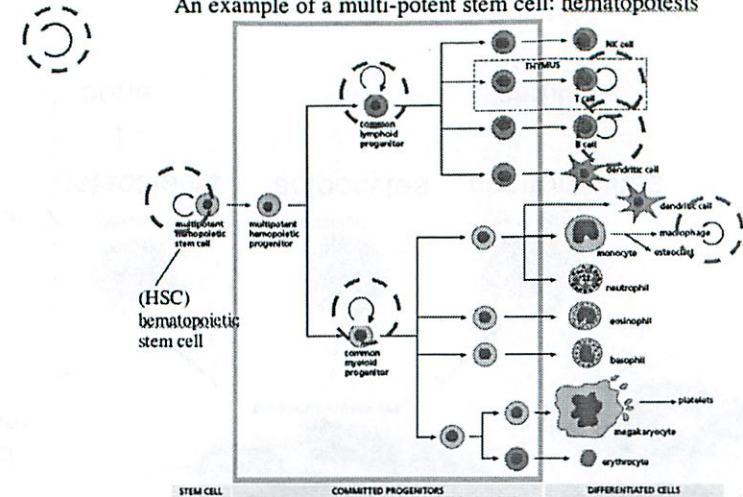 An example of a multi-potent stem cell: hematopoiesis
NK cell
THYMUS
T cell
common
lymphoid
progenitor
B cell
dendritic cell
multipotent
hemopoietic
stem cell
multipotent
hemopoietic
progenitor
dendritic cell
macrophage
monocyte
osteoclast
neutrophil
(HSC)
hematopoietic
stem cell
eosinophil
common
myeloid
progenitor
basophil
platelets
megakaryocyte
erythrocyte
STEM CELL
COMMITTED PROGENITORS
DIFFERENTIATED CELLS